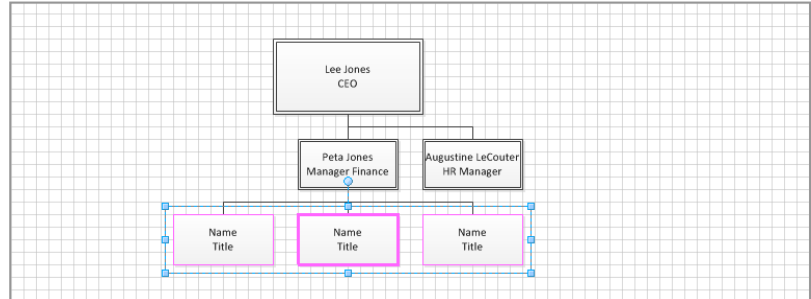 Lee Jones
CEO
Peta Jones
Manager Finance
Augustine LeCouter
HR Manager
Name
Title
Name
Title
Name
Title